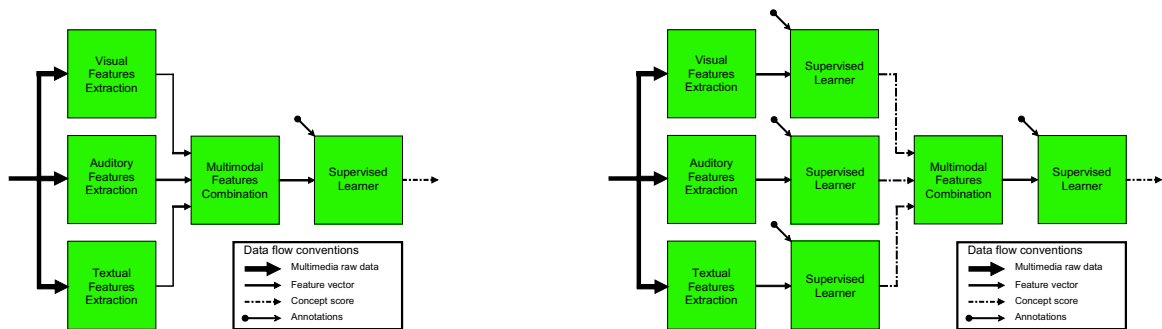 Visual
Features
Extraction
Auditory
Features
Extraction
Textual
Features
Extraction
Multimodal
Features
Combination
Supervised
Learner
Data flow conventions
Multimedia raw data
Feature vector
Concept score
Annotations
Visual
Features
Extraction
Supervised
Learner
Auditory
Features
Extraction
Supervised
Learner
Textual
Features
Extraction
Supervised
Learner
Multimodal
Features
Combination
Supervised
Learner
Data flow conventions
Multimedia raw data
Feature vector
Concept score
Annotations